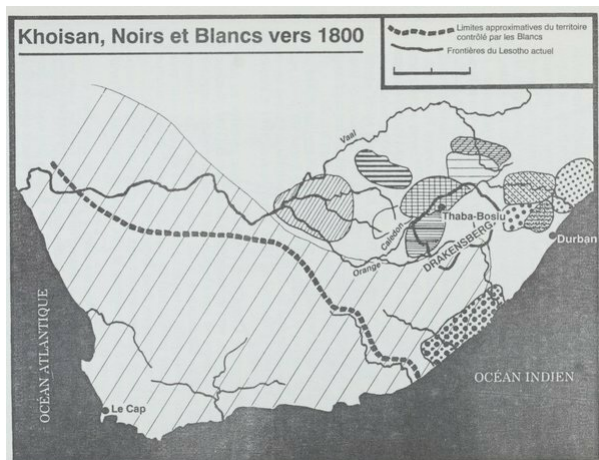 Khoisan, Noirs et Blancs vers 1800
Limites approximatives du territoire
contrôlé par les Blancs
Frontières du Lesotho actuel
Vaal
Caledon
Thaba-Bosiu
Orange
DRAKENSBERG
Durban
OCÉAN ATLANTIQUE
OCÉAN INDIEN
Le Cap